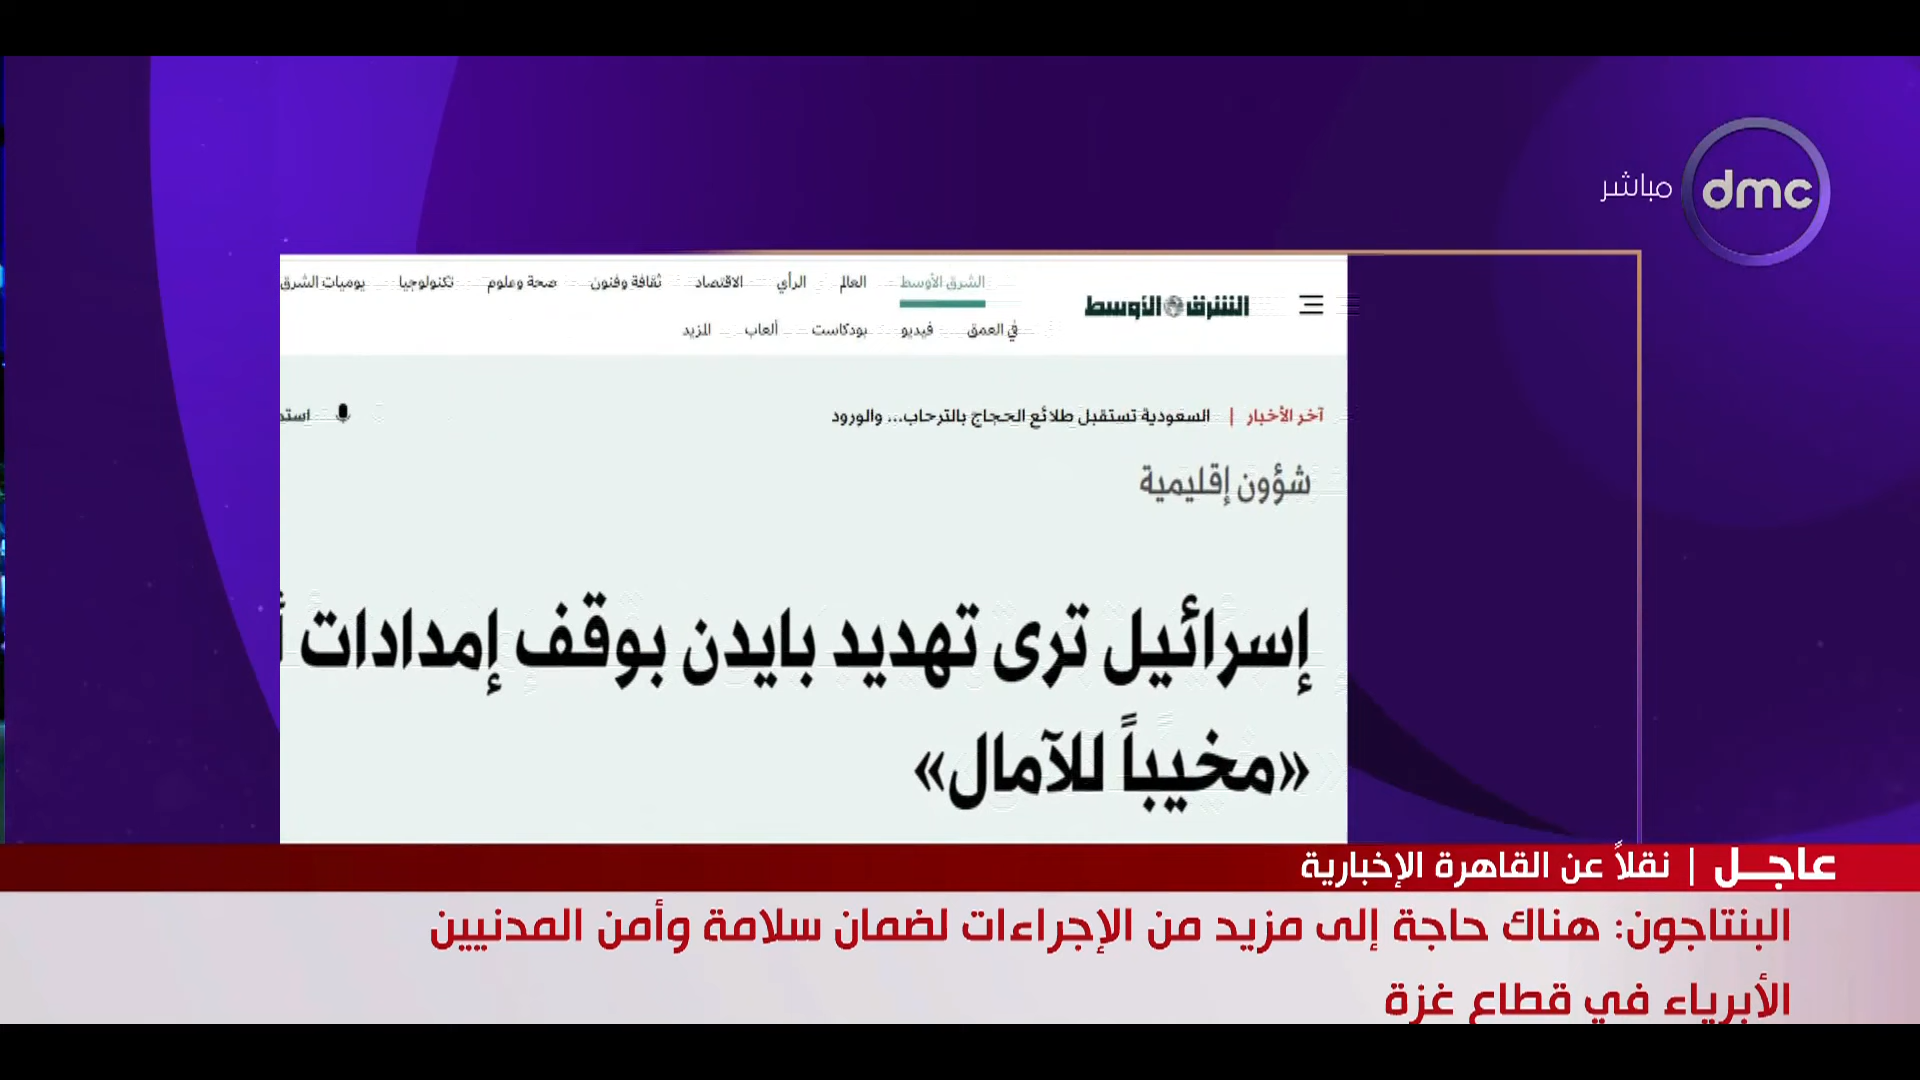 dmc
مباشر
الشرق الأوسط العالم الرأي الاقتصاد ثقافة وفنون صحة وعلوم تكنولوجيا يوميات الشرق
الشرق الأوسط
في العمق فيديو بودكاست ألعاب المزيد
آخر الأخبار | السعودية تستقبل طلائع الحجاج بالترحاب... والورود
شؤون إقليمية
إسرائيل ترى تهديد بايدن بوقف إمدادات
«مخيباً للآمال»
عاجل | نقلاً عن القاهرة الإخبارية
البنتاجون: هناك حاجة إلى مزيد من الإجراءات لضمان سلامة وأمن المدنيين
الأبرياء في قطاع غزة